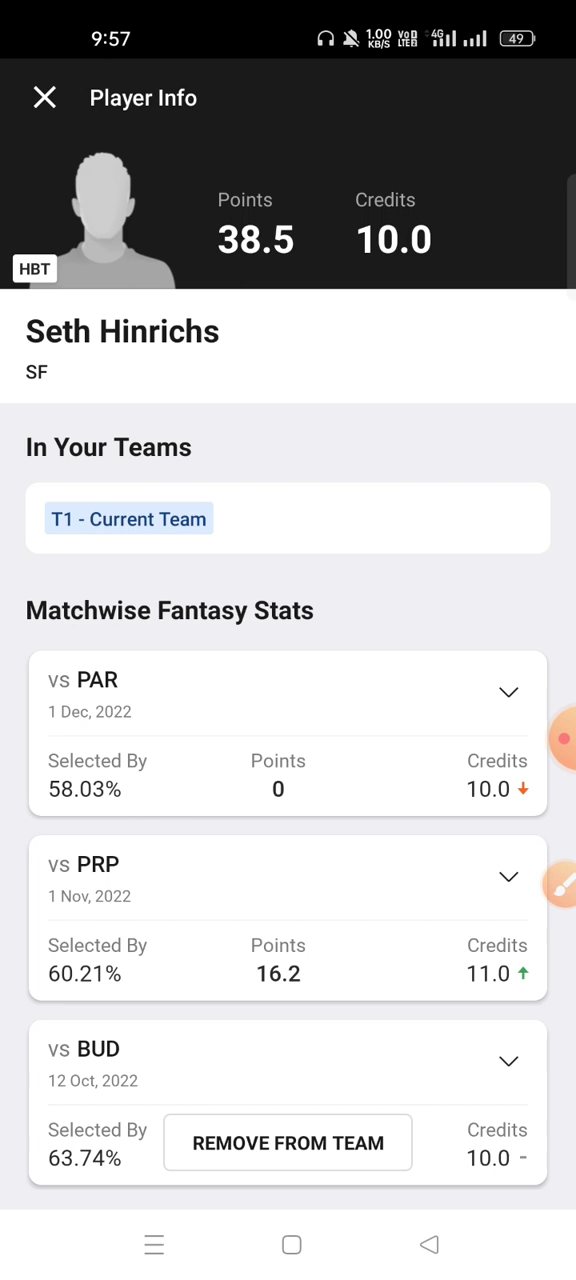 9:57
1.00 KB/S
VoD LTE2
4G
49
Player Info
Points
Credits
38.5
10.0
HBT
Seth Hinrichs
SF
In Your Teams
T1 - Current Team
Matchwise Fantasy Stats
vs PAR
1 Dec, 2022
Selected By
Points
Credits
58.03%
0
10.0
vs PRP
1 Nov, 2022
Selected By
Points
Credits
60.21%
16.2
11.0
vs BUD
12 Oct, 2022
Selected By
Credits
REMOVE FROM TEAM
63.74%
10.0 -